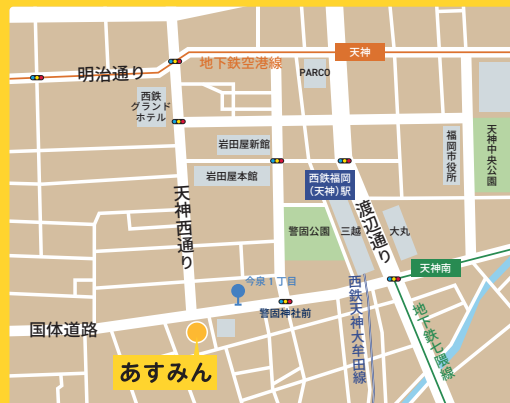 天神
地下鉄空港線
明治通り
PARCO
西鉄
グランド
ホテル
岩田屋新館
岩田屋本館
福岡市役所
天神中央公園
西鉄福岡
(天神)駅
天神西通り
渡辺通り
警固公園
三越
大丸
天神南
今泉1丁目
西鉄天神大牟田線
地下鉄七隈線
警固神社前
国体道路
あすみん